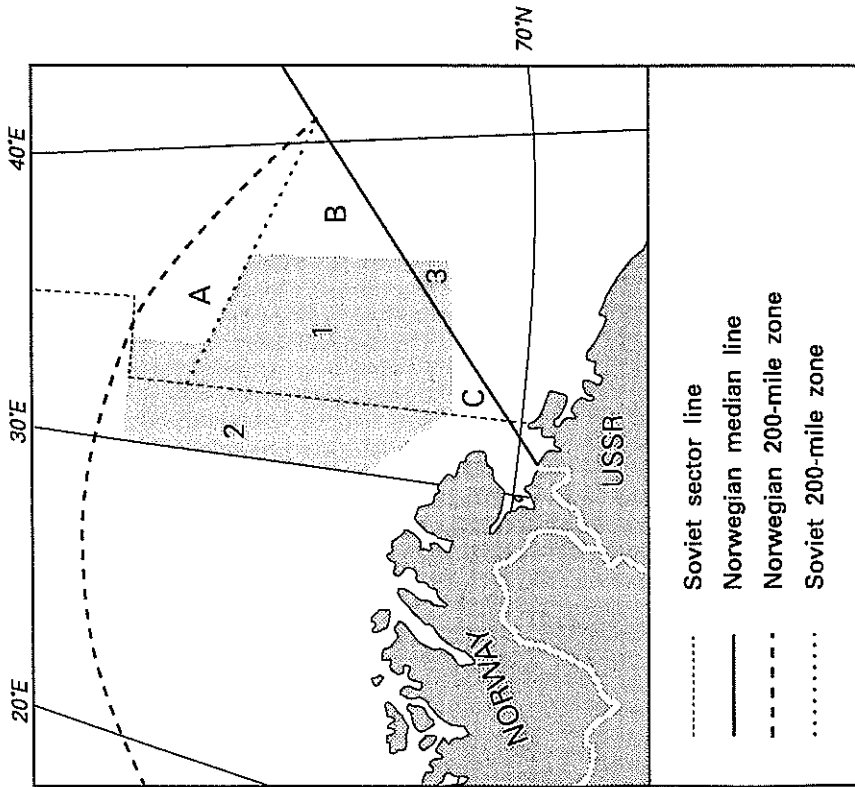 20°E
30°E
40°E
70°N
A
B
C
1
2
3
NORWAY
USSR
Soviet sector line
Norwegian median line
Norwegian 200-mile zone
Soviet 200-mile zone